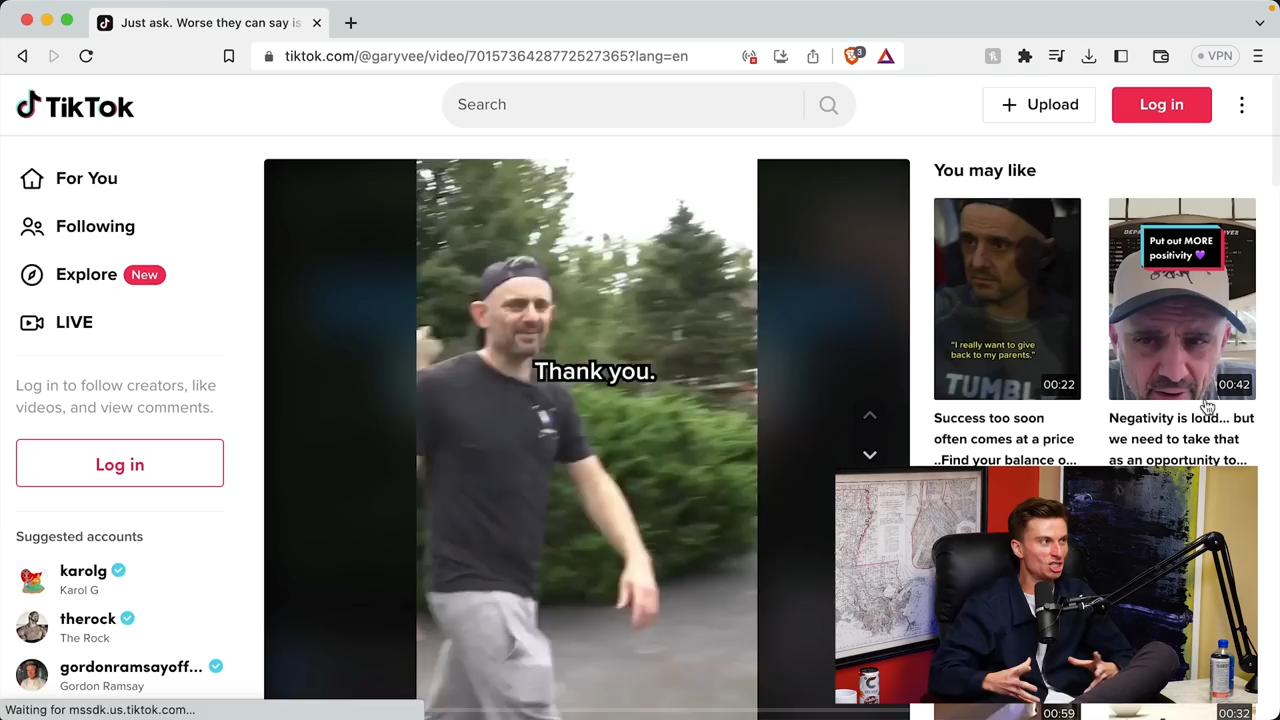 Just ask. Worse they can say is
tiktok.com/@garyvee/video/7015736428772527365?lang=en
3
VPN
TikTok
Search
Upload
Log in
For You
Following
Explore New
LIVE
Log in to follow creators, like
videos, and view comments.
Log in
Suggested accounts
karolg
Karol G
therock
The Rock
gordonramsayoff...
Gordon Ramsay
Waiting for mssdk.us.tiktok.com...
Thank you.
You may like
"I really want to give
back to my parents."
TUMBL
00:22
Success too soon
often comes at a price
..Find your balance o...
Put out MORE
positivity 💜
00:42
Negativity is loud... but
we need to take that
as an opportunity to...
00:59
00:32